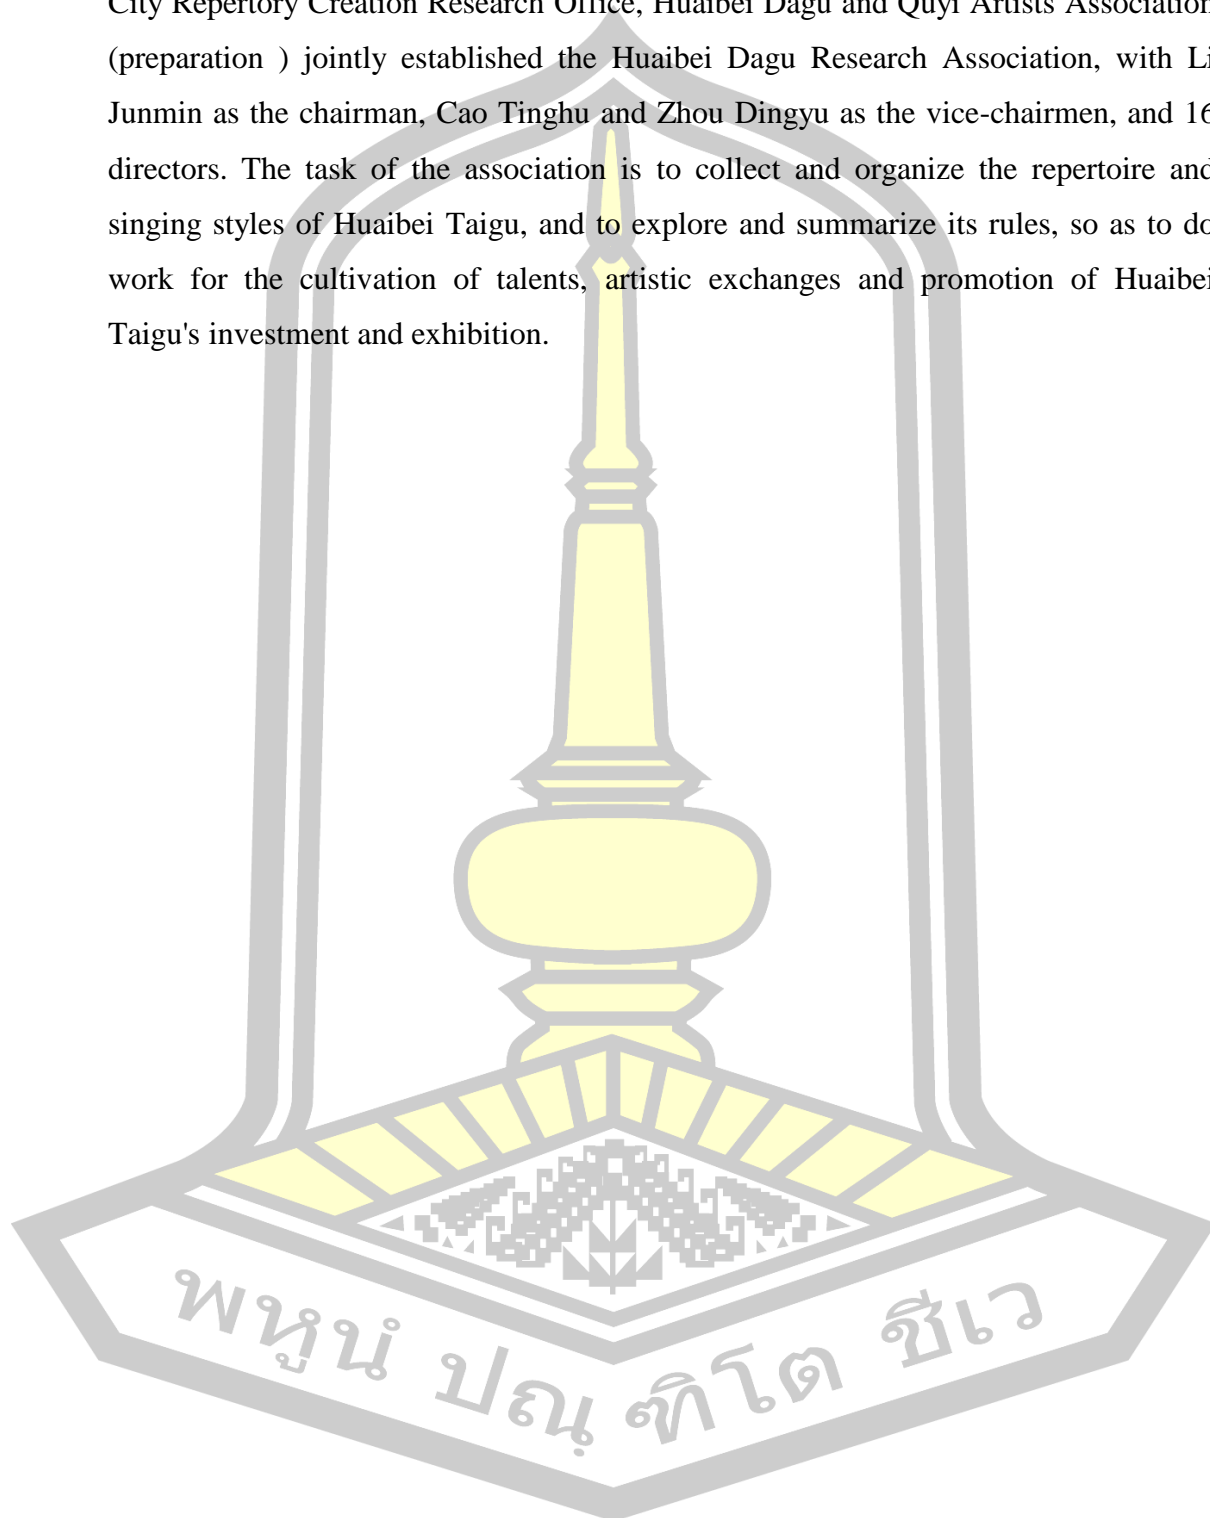 City Repertory Creation Research Office, Huaibei Dagu and Quyi Artists Association
(preparation ) jointly established the Huaibei Dagu Research Association, with Li
Junmin as the chairman, Cao Tinghu and Zhou Dingyu as the vice-chairmen, and 16
directors. The task of the association is to collect and organize the repertoire and
singing styles of Huaibei Taigu, and to explore and summarize its rules, so as to do
work for the cultivation of talents, artistic exchanges and promotion of Huaibei
Taigu's investment and exhibition.
พหูนํ ปณฺฑิโต ชีเว